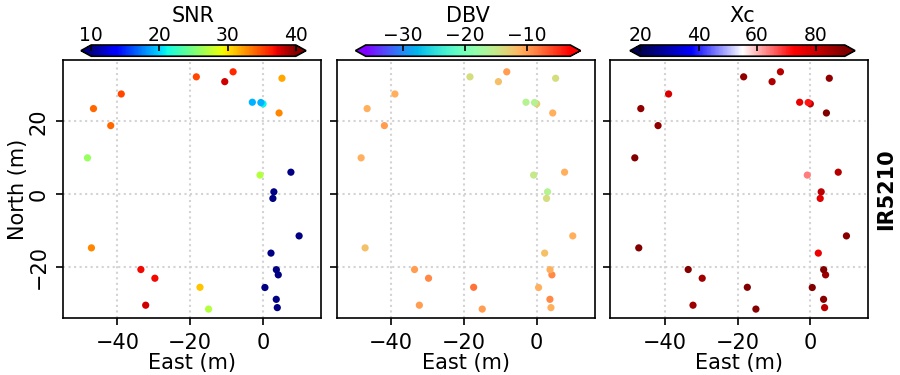 SNR DBV Xc
10 20 30 40 −30 −20 −10 20 40 60 80
20
0
−20
North (m)
IR5210
−40 −20 0 −40 −20 0 −40 −20 0
East (m) East (m) East (m)